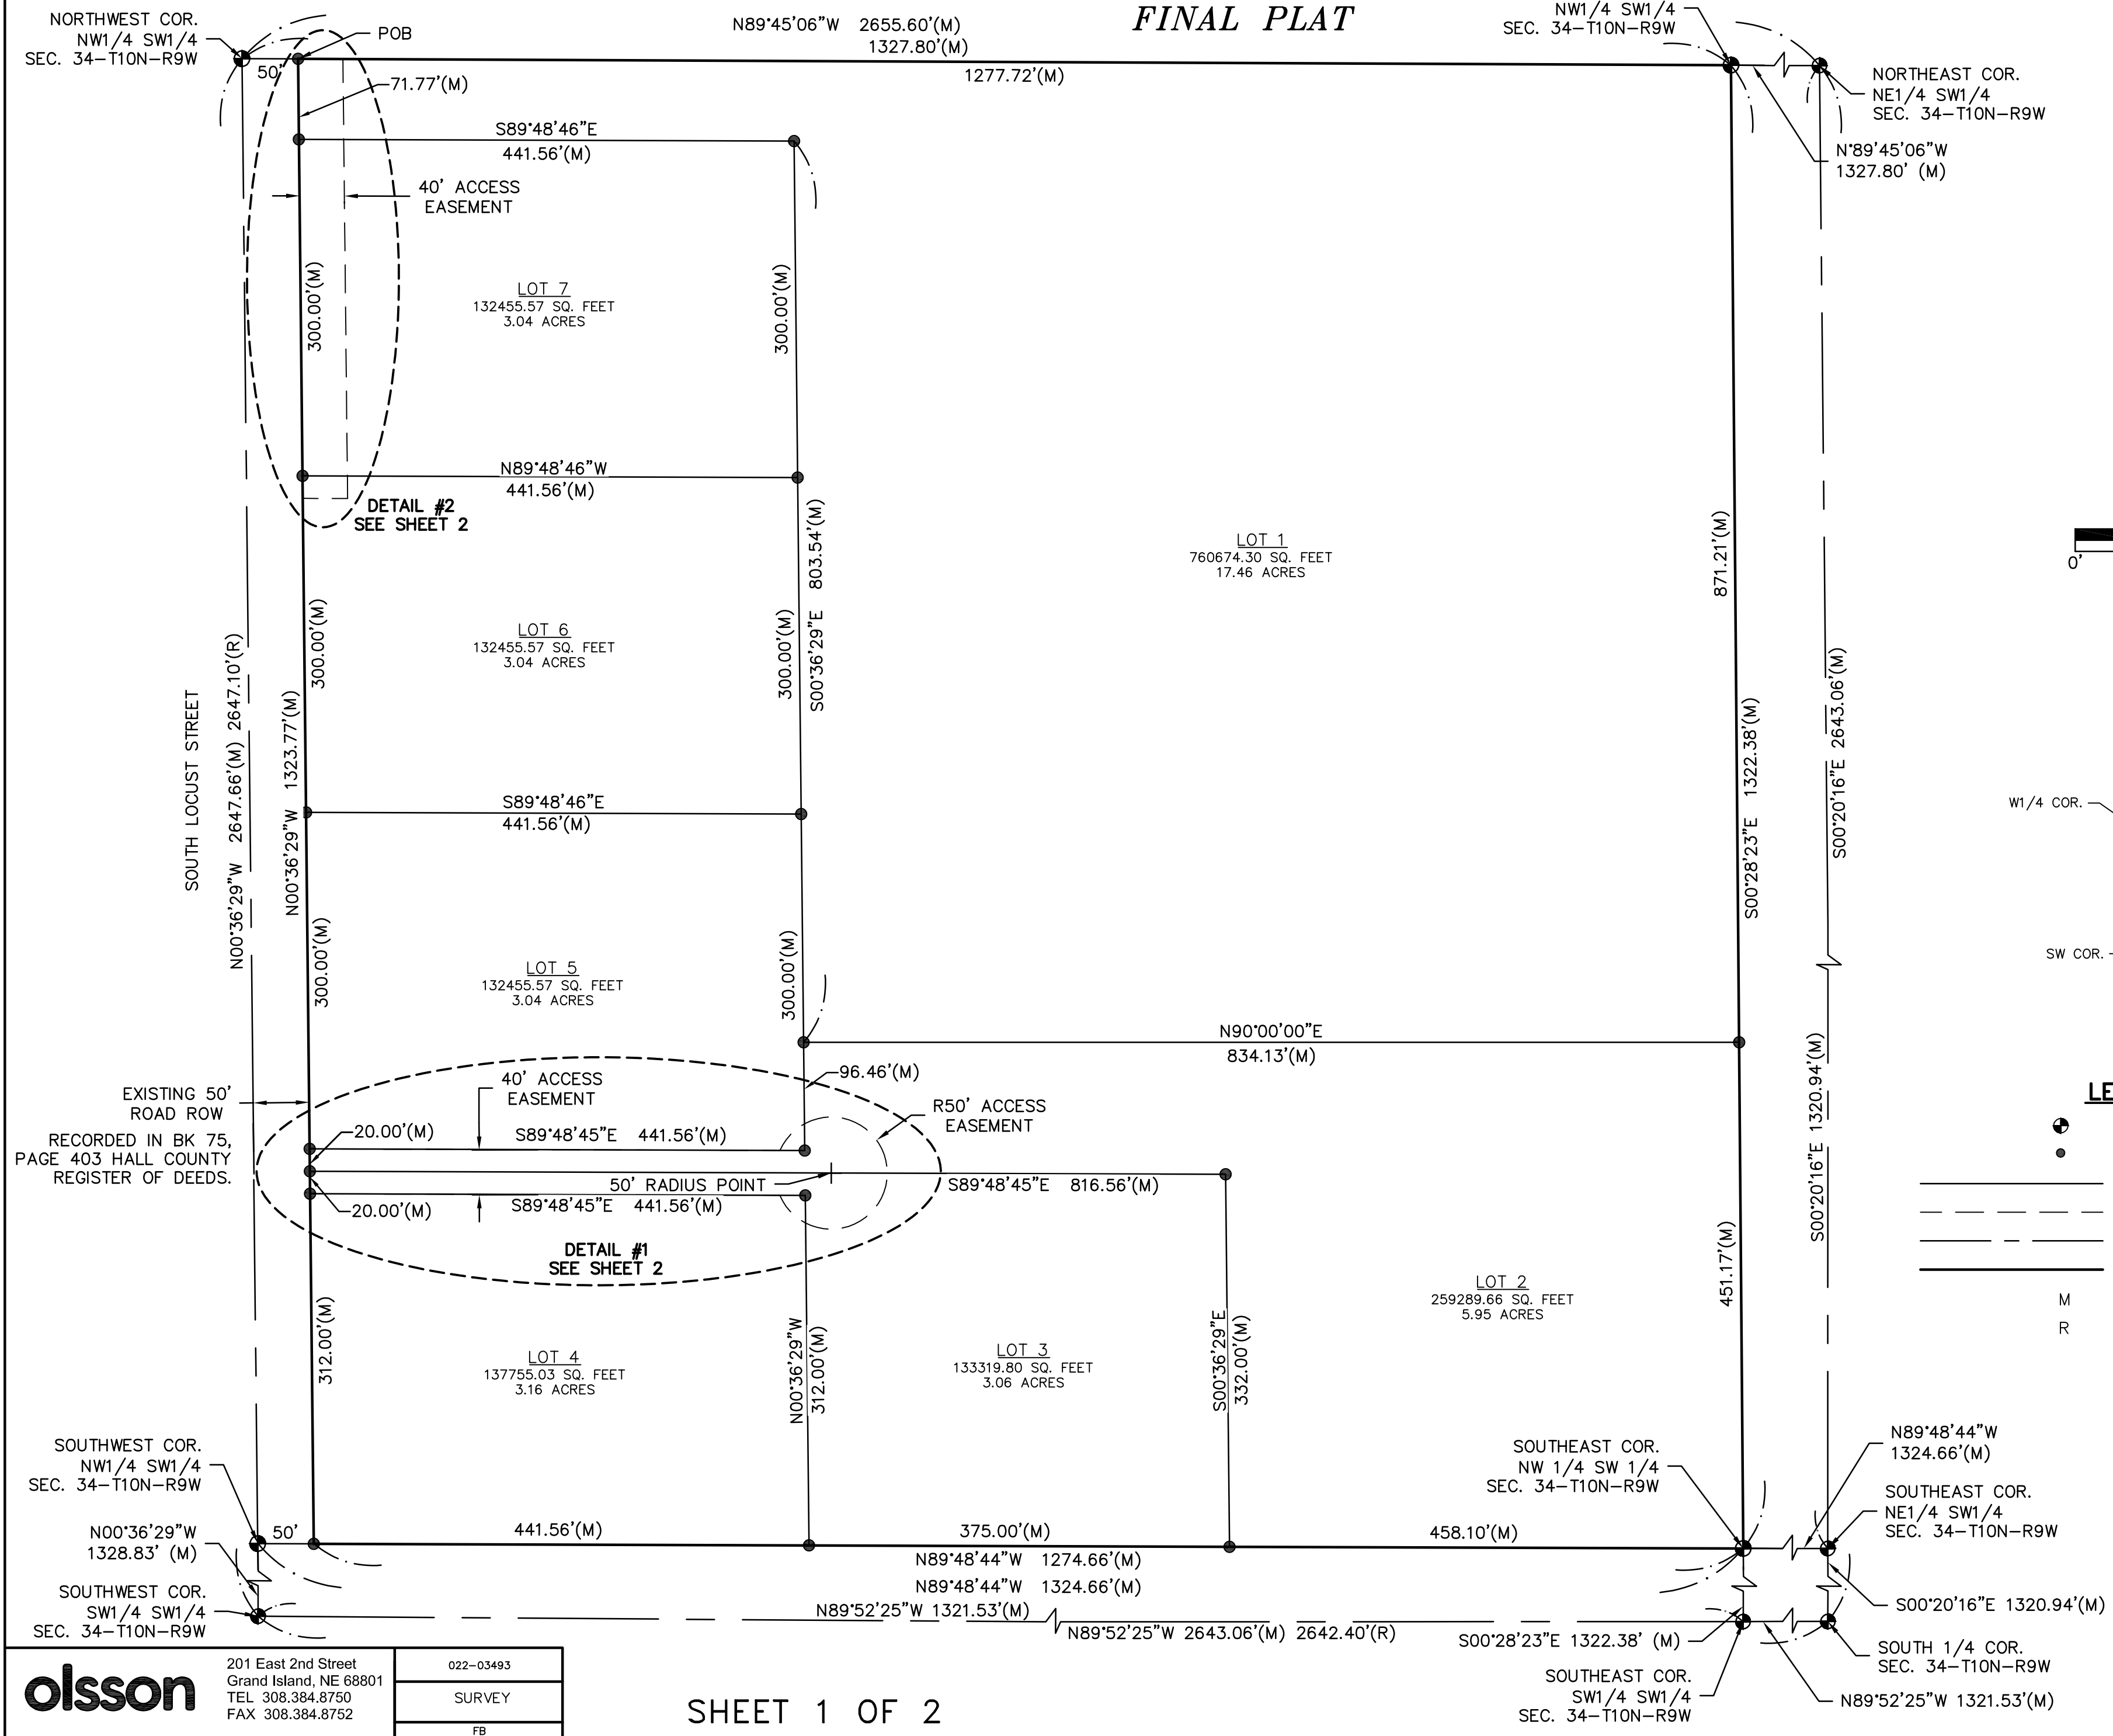 FINAL PLAT
NORTHWEST COR.
NW1/4 SW1/4
SEC. 34-T10N-R9W
50'
POB
N89°45'06"W 2655.60'(M)
1327.80'(M)
1277.72'(M)
NW1/4 SW1/4
SEC. 34-T10N-R9W
NORTHEAST COR.
NE1/4 SW1/4
SEC. 34-T10N-R9W
N°89'45'06"W
1327.80' (M)
71.77'(M)
S89°48'46"E
441.56'(M)
40' ACCESS
EASEMENT
300.00'(M)
LOT 7
132455.57 SQ. FEET
3.04 ACRES
300.00'(M)
N89°48'46"W
441.56'(M)
DETAIL #2
SEE SHEET 2
S00°36'29"E 803.54'(M)
LOT 1
760674.30 SQ. FEET
17.46 ACRES
871.21'(M)
0'
300.00'(M)
LOT 6
132455.57 SQ. FEET
3.04 ACRES
300.00'(M)
SOUTH LOCUST STREET
N00°36'29"W 2647.66'(M) 2647.10'(R)
N00°36'29"W 1323.77'(M)
S00°28'23"E 1322.38'(M)
S00°20'16"E 2643.06'(M)
W1/4 COR.
SW COR.
S89°48'46"E
441.56'(M)
300.00'(M)
LOT 5
132455.57 SQ. FEET
3.04 ACRES
300.00'(M)
N90°00'00"E
834.13'(M)
S00°20'16"E 1320.94'(M)
LE
EXISTING 50'
ROAD ROW
RECORDED IN BK 75,
PAGE 403 HALL COUNTY
REGISTER OF DEEDS.
40' ACCESS
EASEMENT
96.46'(M)
R50' ACCESS
EASEMENT
20.00'(M)
S89°48'45"E 441.56'(M)
50' RADIUS POINT
S89°48'45"E 816.56'(M)
20.00'(M)
S89°48'45"E 441.56'(M)
DETAIL #1
SEE SHEET 2
M
R
312.00'(M)
LOT 4
137755.03 SQ. FEET
3.16 ACRES
N00°36'29"W
312.00'(M)
LOT 3
133319.80 SQ. FEET
3.06 ACRES
S00°36'29"E
332.00'(M)
LOT 2
259289.66 SQ. FEET
5.95 ACRES
451.17'(M)
SOUTHWEST COR.
NW1/4 SW1/4
SEC. 34-T10N-R9W
SOUTHEAST COR.
NW 1/4 SW 1/4
SEC. 34-T10N-R9W
N89°48'44"W
1324.66'(M)
SOUTHEAST COR.
NE1/4 SW1/4
SEC. 34-T10N-R9W
N00°36'29"W
1328.83' (M)
50'
441.56'(M)
375.00'(M)
458.10'(M)
N89°48'44"W 1274.66'(M)
N89°48'44"W 1324.66'(M)
SOUTHWEST COR.
SW1/4 SW1/4
SEC. 34-T10N-R9W
N89°52'25"W 1321.53'(M)
N89°52'25"W 2643.06'(M) 2642.40'(R)
S00°28'23"E 1322.38' (M)
S00°20'16"E 1320.94'(M)
SOUTH 1/4 COR.
SEC. 34-T10N-R9W
SOUTHEAST COR.
SW1/4 SW1/4
SEC. 34-T10N-R9W
N89°52'25"W 1321.53'(M)
olsson
201 East 2nd Street
Grand Island, NE 68801
TEL 308.384.8750
FAX 308.384.8752
022-03493
SURVEY
FB
SHEET 1 OF 2